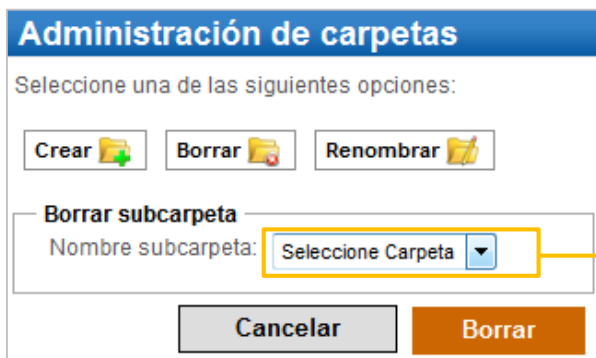 Administración de carpetas
Seleccione una de las siguientes opciones:
Crear Borrar Renombrar
Borrar subcarpeta
Nombre subcarpeta: Seleccione Carpeta
Cancelar Borrar